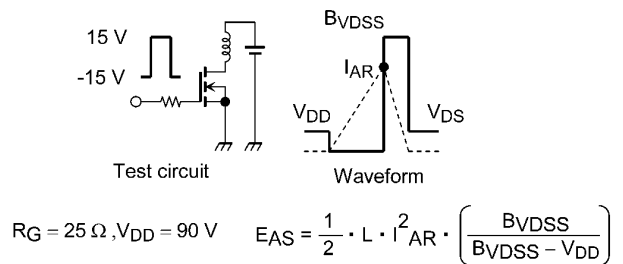 15 V
-15 V
Test circuit
BVDSS
IAR
VDD
VDS
Waveform
RG = 25 Ω ,VDD = 90 V
EAS = 1/2 · L · I²AR · (BVDSS / (BVDSS − VDD))